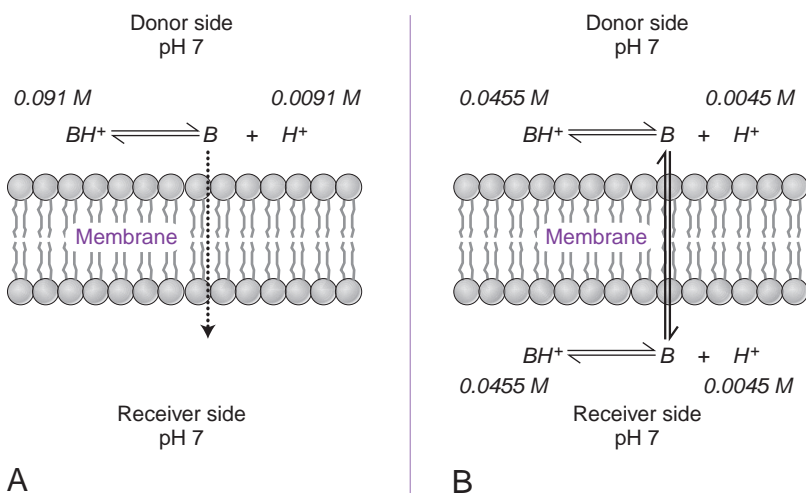 Donor side
pH 7
0.091 M 0.0091 M
BH+ B + H+
Membrane
Receiver side
pH 7
A
Donor side
pH 7
0.0455 M 0.0045 M
BH+ B + H+
Membrane
BH+ B + H+
0.0455 M 0.0045 M
Receiver side
pH 7
B